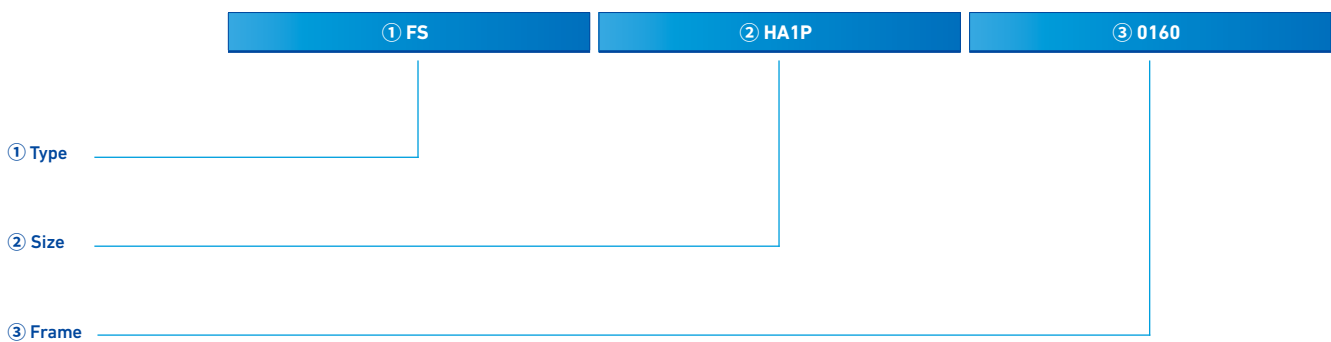 ① FS
② HA1P
③ 0160
① Type
② Size
③ Frame